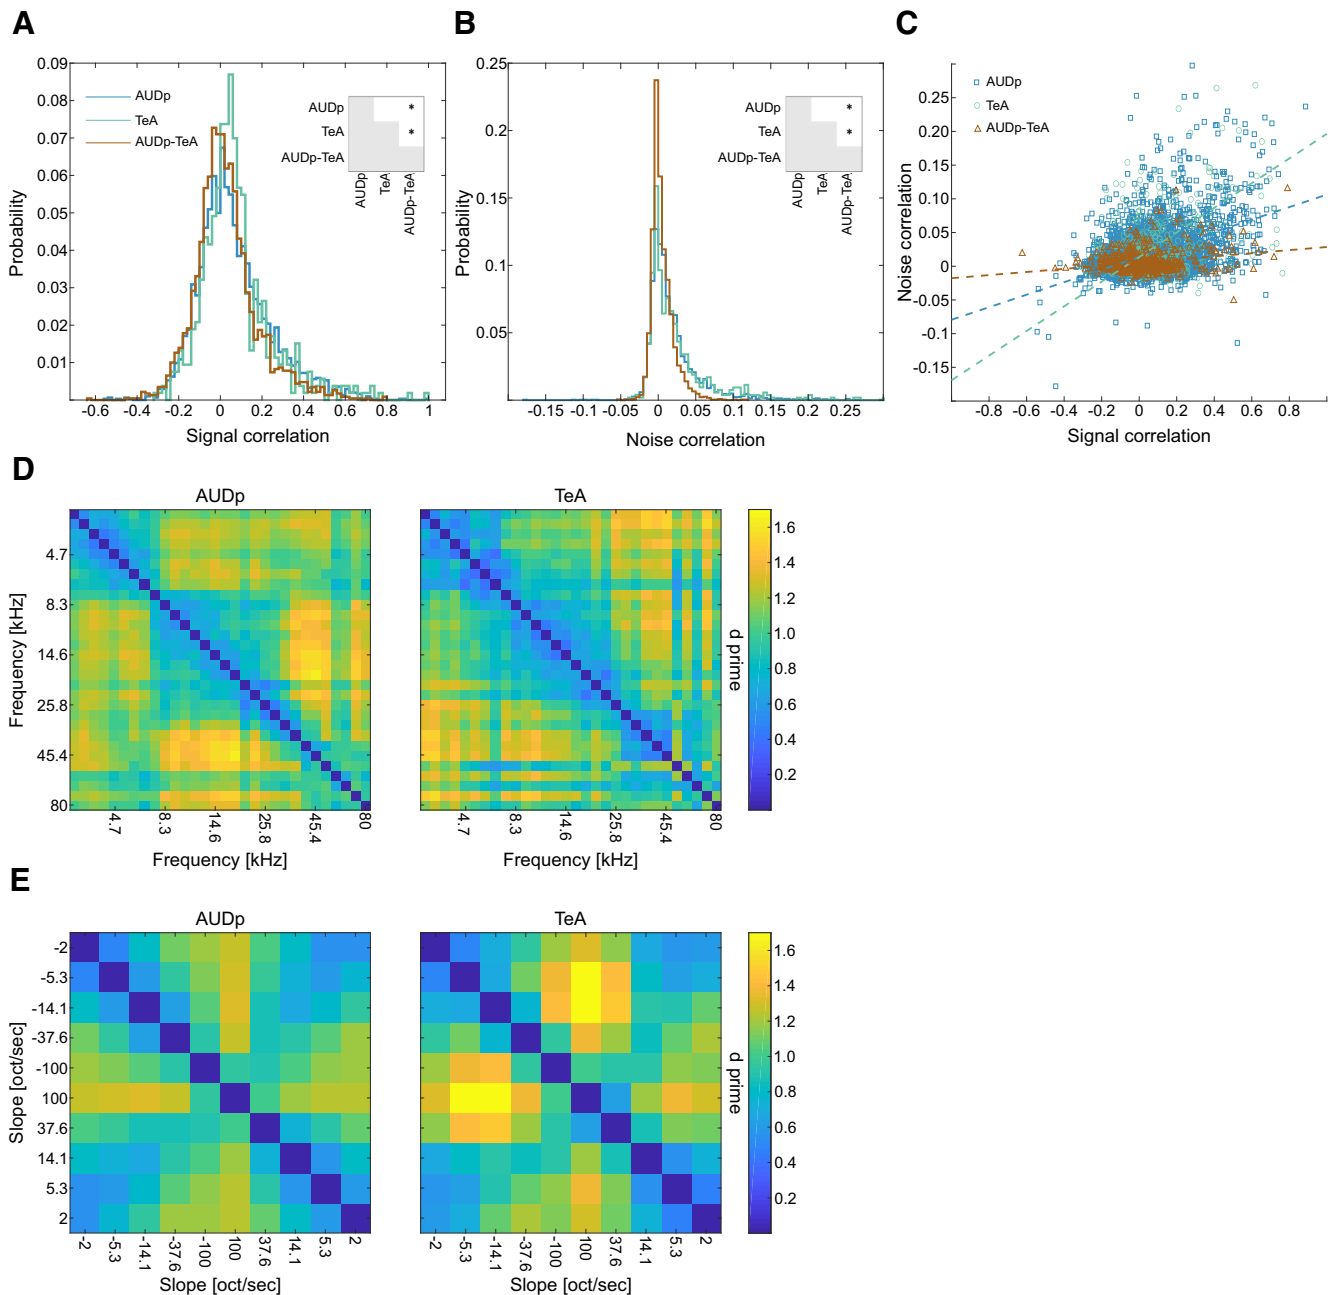 A
B
C
0.09
0.08
0.07
0.06
0.05
0.04
0.03
0.02
0.01
Probability
-0.6 -0.4 -0.2 0 0.2 0.4 0.6 0.8 1
Signal correlation
AUDp
TeA
AUDp-TeA
AUDp
TeA
AUDp-TeA
AUDp
TeA
AUDp-TeA
*
*
0.25
0.2
0.15
0.1
0.05
Probability
-0.15 -0.1 -0.05 0 0.05 0.1 0.15 0.2 0.25
Noise correlation
AUDp
TeA
AUDp-TeA
AUDp
TeA
AUDp-TeA
*
*
AUDp
TeA
AUDp-TeA
0.25
0.20
0.15
0.10
0.05
0
-0.05
-0.1
-0.15
Noise correlation
-0.8 -0.6 -0.4 -0.2 0 0.2 0.4 0.6 0.8
Signal correlation
D
AUDp
TeA
4.7
8.3
14.6
25.8
45.4
80
Frequency [kHz]
4.7 8.3 14.6 25.8 45.4 80
Frequency [kHz]
4.7 8.3 14.6 25.8 45.4 80
Frequency [kHz]
1.6
1.4
1.2
1.0
0.8
0.6
0.4
0.2
d prime
E
AUDp
TeA
-2
-5.3
-14.1
-37.6
-100
100
37.6
14.1
5.3
2
Slope [oct/sec]
-2 -5.3 -14.1 -37.6 -100 100 37.6 14.1 5.3 2
Slope [oct/sec]
-2 -5.3 -14.1 -37.6 -100 100 37.6 14.1 5.3 2
Slope [oct/sec]
1.6
1.4
1.2
1.0
0.8
0.6
0.4
0.2
d prime